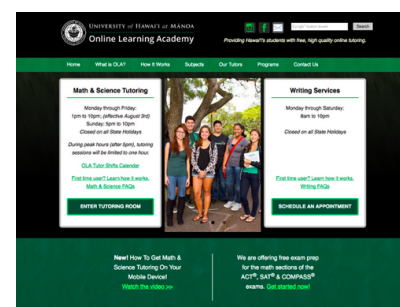 UNIVERSITY of HAWAI'I at MĀNOA
Online Learning Academy
Search
Providing Hawai'i's students with free, high quality online tutoring.
Home
What is OLA?
How It Works
Subjects
Our Tutors
Programs
Contact Us
Math & Science Tutoring
Monday through Friday:
1pm to 10pm; (effective August 3rd)
Sunday: 5pm to 10pm
Closed on all State Holidays
During peak hours (after 5pm), tutoring
sessions will be limited to one hour.
OLA Tutor Shifts Calendar
First time user? Learn how it works.
Math & Science FAQs
ENTER TUTORING ROOM
Writing Services
Monday through Saturday:
8am to 10pm
Closed on all State Holidays
First time user? Learn how it works.
Writing FAQs
SCHEDULE AN APPOINTMENT
New! How To Get Math &
Science Tutoring On Your
Mobile Device!
Watch the video >>
We are offering free exam prep
for the math sections of the
ACT®, SAT® & COMPASS®
exams. Get started now!